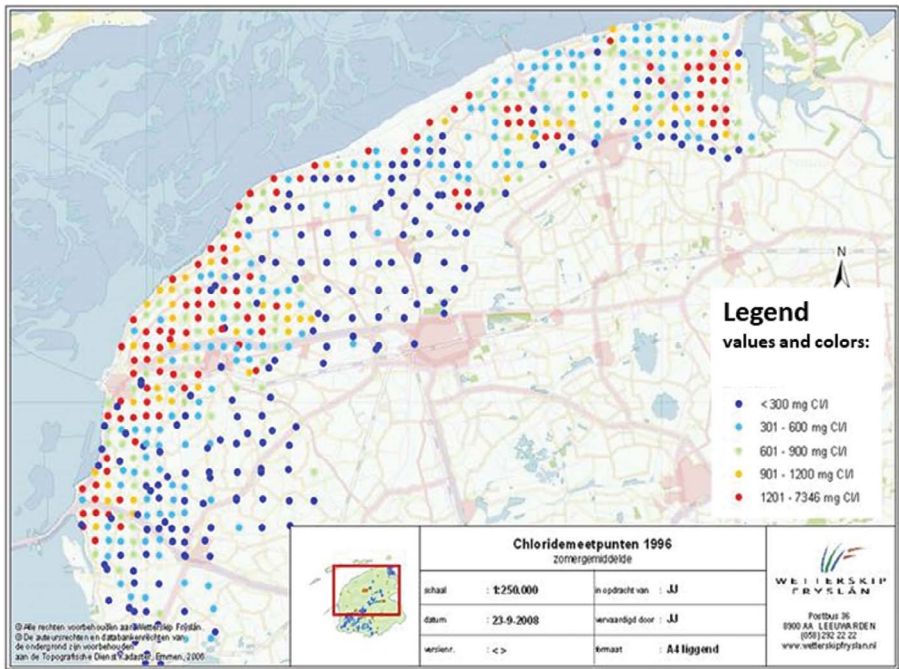 N
Legend
values and colors:
< 300 mg Cl/l
301 - 600 mg Cl/l
601 - 900 mg Cl/l
901 - 1200 mg Cl/l
1201 - 7346 mg Cl/l
Chloridemeetpunten 1996
zomergemiddelde
schaal : 1:250.000 in opdracht van : JJ
datum : 23-9-2008 vervaardigd door : JJ
versienr. : < > formaat : A4 liggend
WETTERSKIP
FRYSLÂN
Postbus 36
8900 AA LEEUWARDEN
(058) 292 22 22
www.wetterskipfryslan.nl
© Alle rechten voorbehouden aan Wetterskip Fryslân.
© De auteursrechten en databankenrechten van
de ondergrond zijn voorbehouden
aan de Topografische Dienst Kadaster, Emmen, 2006